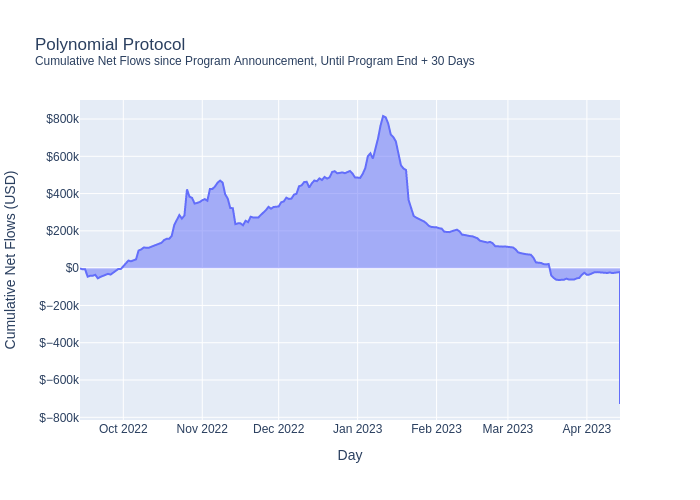 Polynomial Protocol
Cumulative Net Flows since Program Announcement, Until Program End + 30 Days
Cumulative Net Flows (USD)
$800k
$600k
$400k
$200k
$0
$−200k
$−400k
$−600k
$−800k
Oct 2022 Nov 2022 Dec 2022 Jan 2023 Feb 2023 Mar 2023 Apr 2023
Day